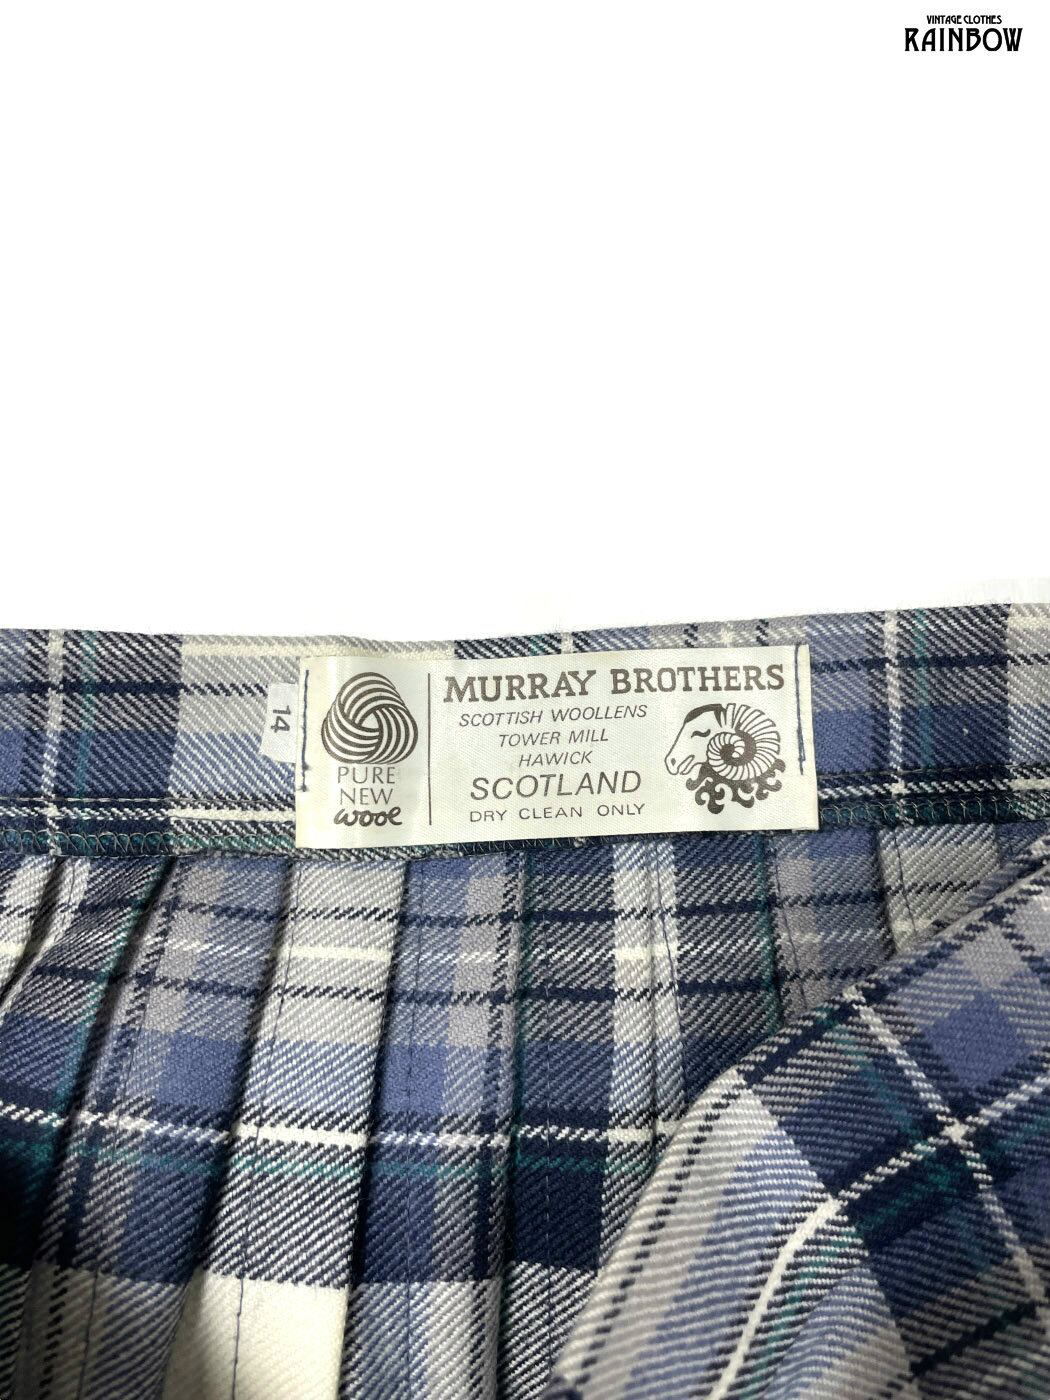 VINTAGE CLOTHES
RAINBOW
14
PURE
NEW
wool
MURRAY BROTHERS
SCOTTISH WOOLLENS
TOWER MILL
HAWICK
SCOTLAND
DRY CLEAN ONLY